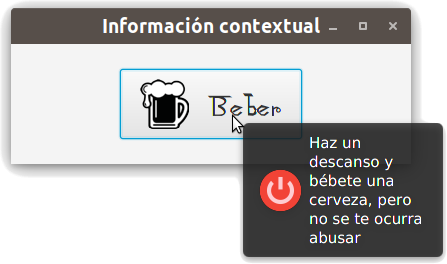 Información contextual
Beber
Haz un
descanso y
bébete una
cerveza, pero
no se te ocurra
abusar